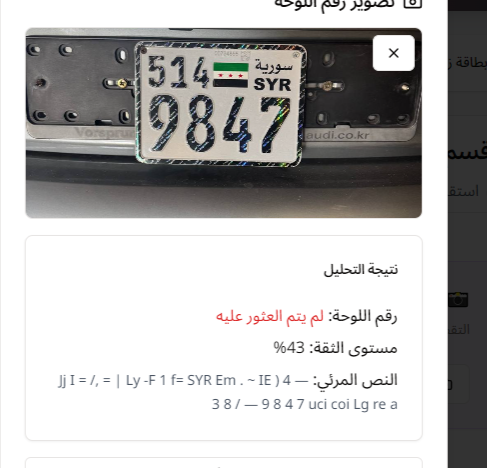 تصوير رقم اللوحة
514 سورية
SYR
9847
Vorsprung audi.co.kr
نتيجة التحليل
رقم اللوحة: لم يتم العثور عليه
مستوى الثقة: 43%
النص المرئي: Jj I = /, = | Ly -F 1 f= SYR Em . ~ IE ) 4 —
3 8 / — 9 8 4 7 uci coi Lg re a
بطاقة
قسم